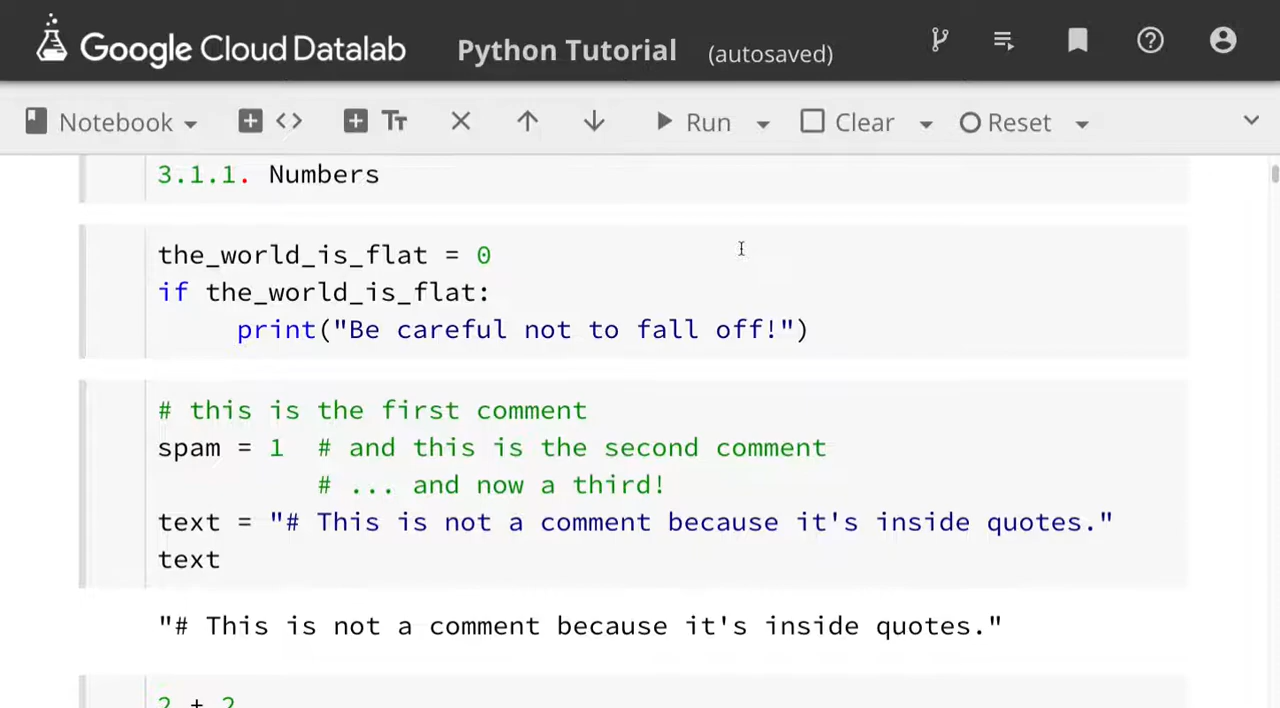 Google Cloud Datalab Python Tutorial (autosaved)
Notebook Run Clear Reset
3.1.1. Numbers
the_world_is_flat = 0
if the_world_is_flat:
     print("Be careful not to fall off!")
# this is the first comment
spam = 1  # and this is the second comment
          # ... and now a third!
text = "# This is not a comment because it's inside quotes."
text
"# This is not a comment because it's inside quotes."
2 + 2